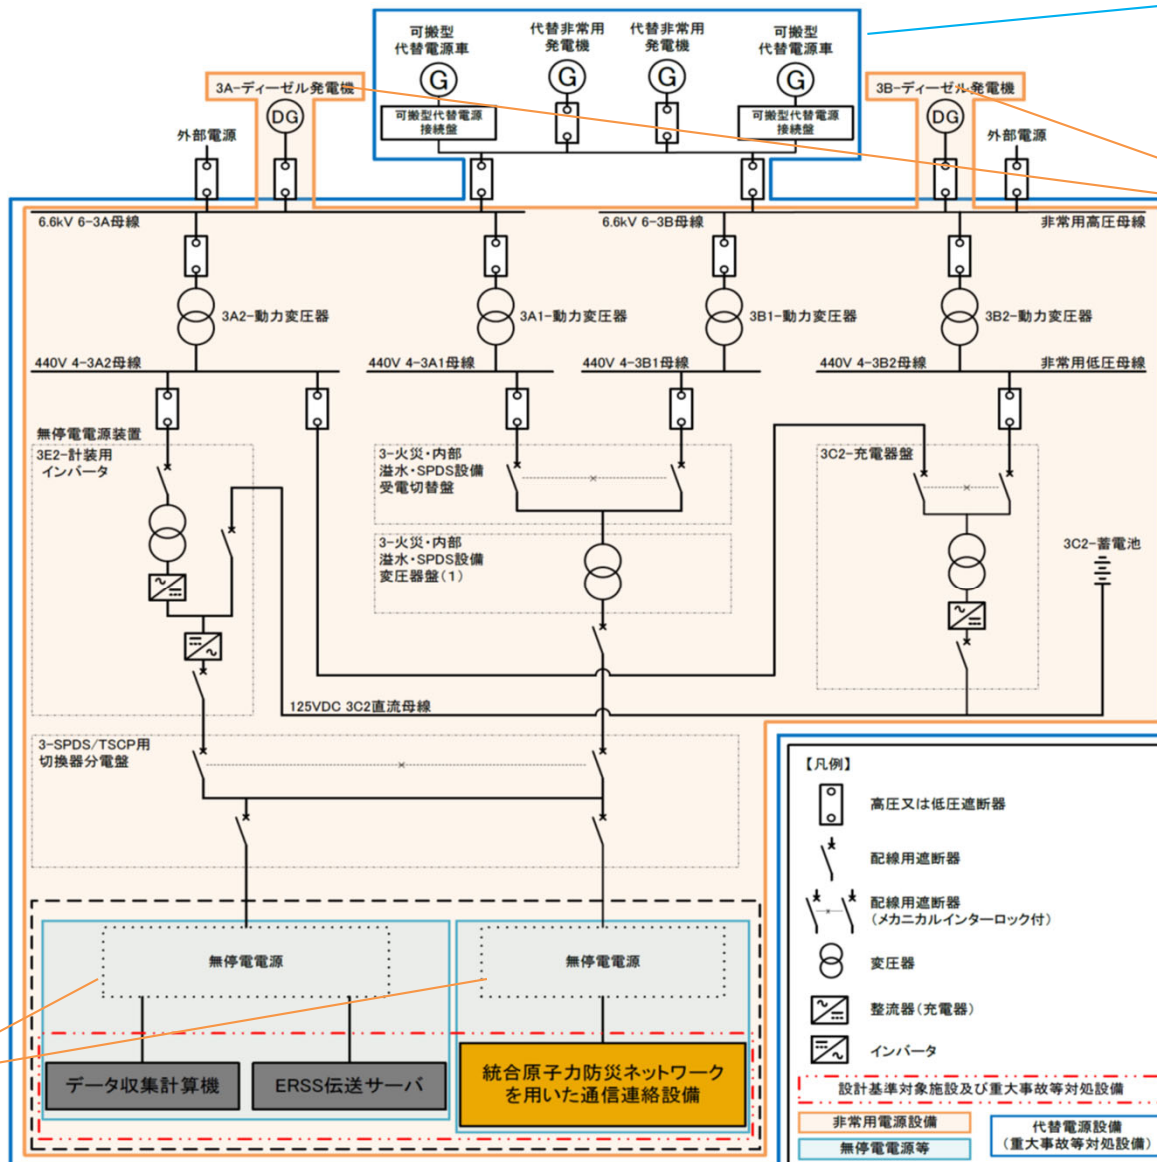 可搬型
代替電源車
代替非常用
発電機
代替非常用
発電機
可搬型
代替電源車
G
G
G
G
3A-ディーゼル発電機
3B-ディーゼル発電機
DG
可搬型代替電源
接続盤
可搬型代替電源
接続盤
DG
外部電源
外部電源
6.6kV 6-3A母線
6.6kV 6-3B母線
非常用高圧母線
3A2-動力変圧器
3A1-動力変圧器
3B1-動力変圧器
3B2-動力変圧器
440V 4-3A2母線
440V 4-3A1母線
440V 4-3B1母線
440V 4-3B2母線
非常用低圧母線
無停電電源装置
3E2-計装用
インバータ
3-火災・内部
溢水・SPDS設備
受電切替盤
3C2-充電器盤
3-火災・内部
溢水・SPDS設備
変圧器盤(1)
3C2-蓄電池
125VDC 3C2直流母線
3-SPDS/TSCP用
切換器分電盤
無停電電源
無停電電源
データ収集計算機
ERSS伝送サーバ
統合原子力防災ネットワーク
を用いた通信連絡設備
【凡例】
高圧又は低圧遮断器
配線用遮断器
配線用遮断器
(メカニカルインターロック付)
変圧器
整流器(充電器)
インバータ
設計基準対象施設及び重大事故等対処設備
非常用電源設備
無停電電源等
代替電源設備
(重大事故等対処設備)